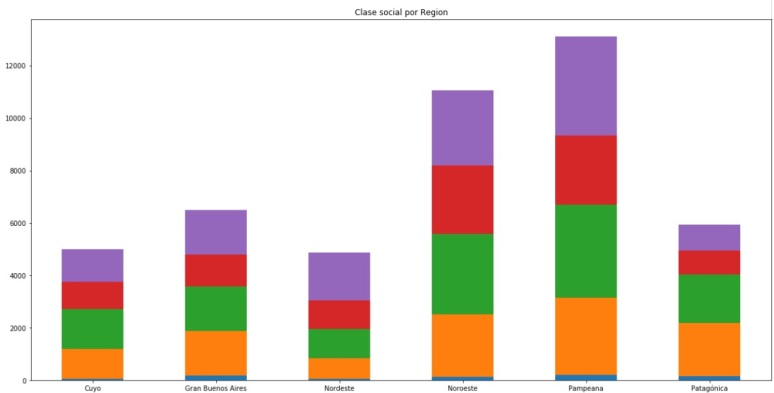 Clase social por Region
12000
10000
8000
6000
4000
2000
0
Cuyo
Gran Buenos Aires
Nordeste
Noroeste
Pampeana
Patagónica